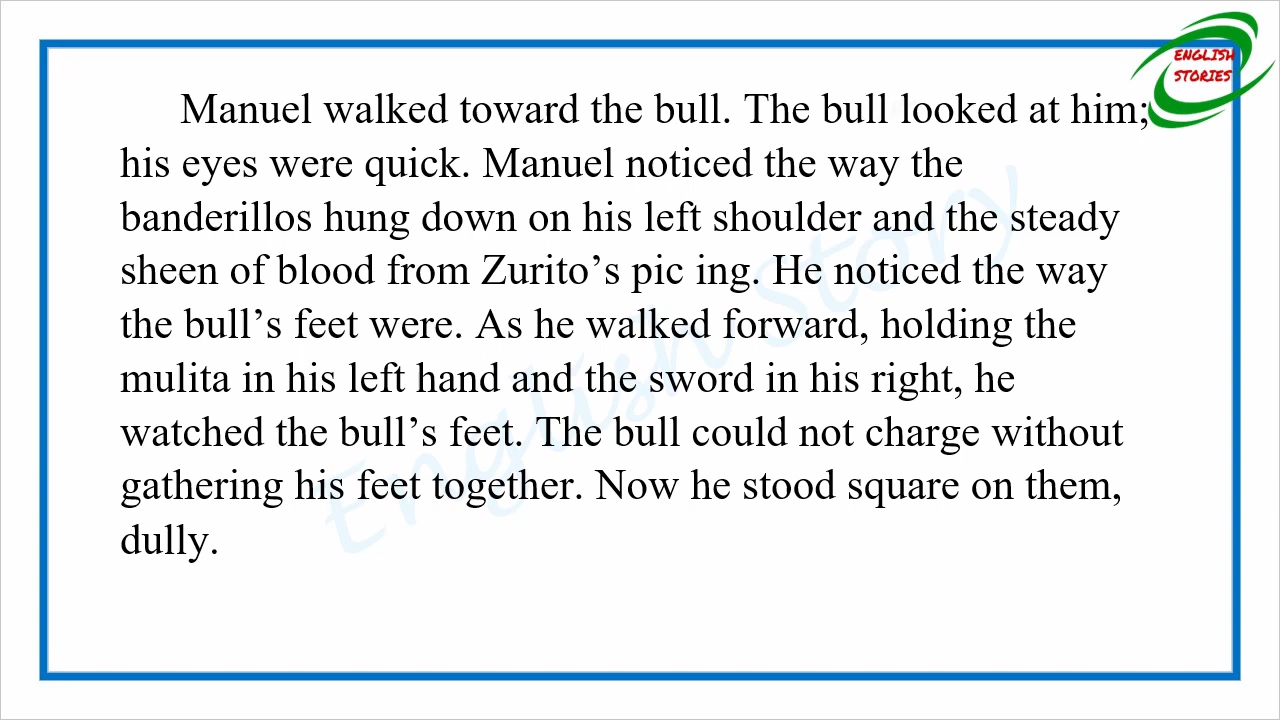 ENGLISH
STORIES
Manuel walked toward the bull. The bull looked at him;
his eyes were quick. Manuel noticed the way the
banderillos hung down on his left shoulder and the steady
sheen of blood from Zurito’s pic ing. He noticed the way
the bull’s feet were. As he walked forward, holding the
mulita in his left hand and the sword in his right, he
watched the bull’s feet. The bull could not charge without
gathering his feet together. Now he stood square on them,
dully.
English Story